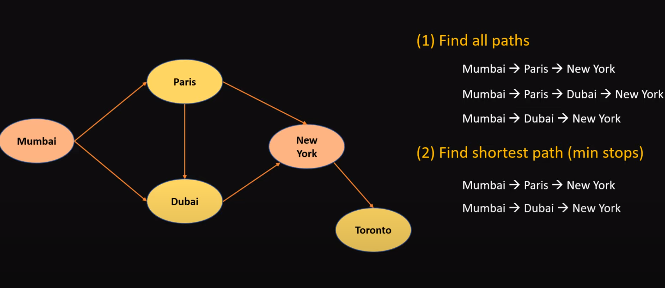 (1) Find all paths
Mumbai → Paris → New York
Mumbai → Paris → Dubai → New York
Mumbai → Dubai → New York
(2) Find shortest path (min stops)
Mumbai → Paris → New York
Mumbai → Dubai → New York
Paris
Mumbai
New
York
Dubai
Toronto